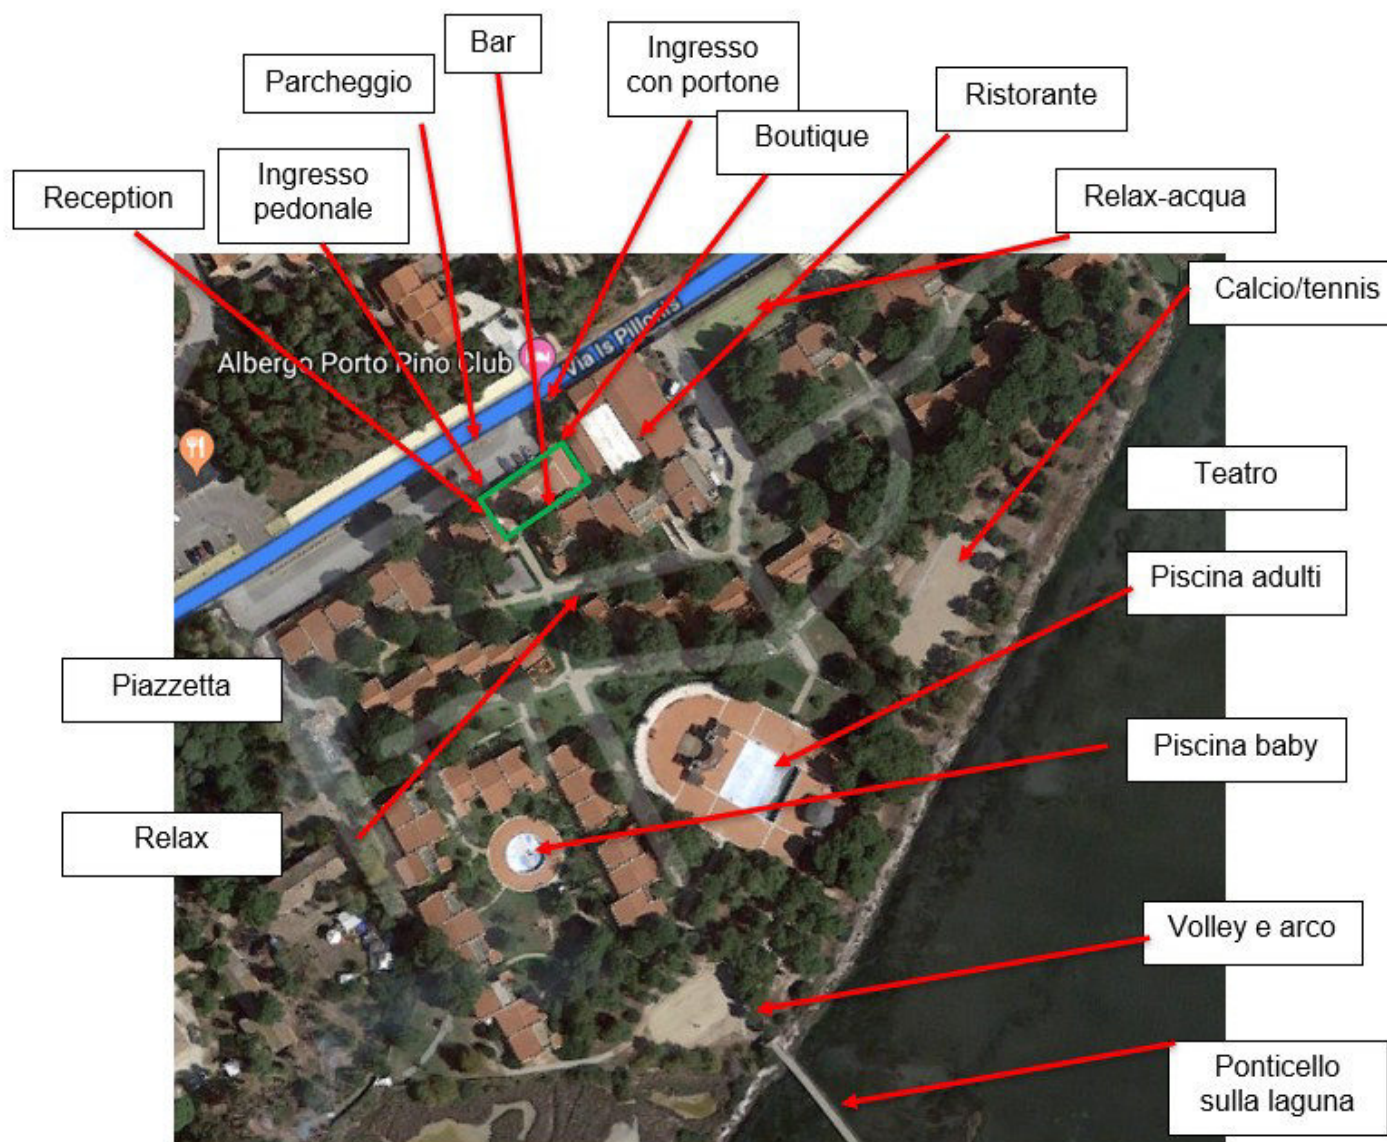 Bar
Ingresso
con portone
Parcheggio
Ristorante
Boutique
Ingresso
pedonale
Reception
Relax-acqua
Calcio/tennis
Via Is Pillonis
Albergo Porto Pino Club
Teatro
Piscina adulti
Piazzetta
Piscina baby
Relax
Volley e arco
Ponticello
sulla laguna